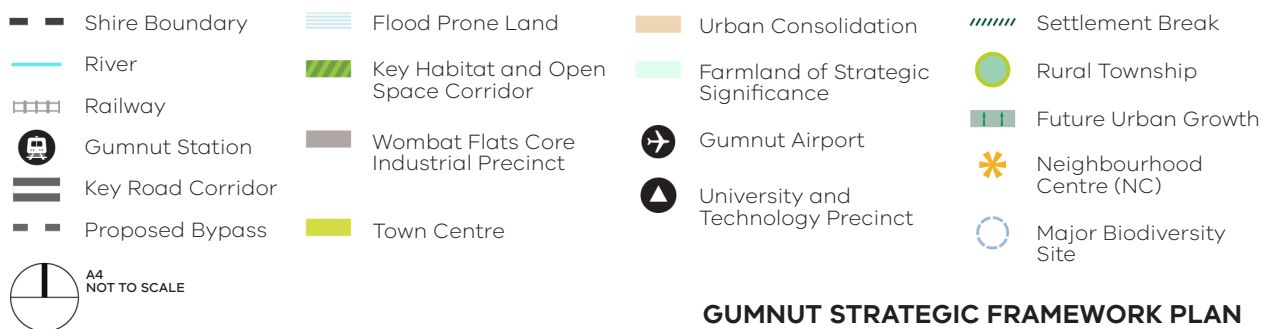 Shire Boundary
River
Railway
Gumnut Station
Key Road Corridor
Proposed Bypass
A4
NOT TO SCALE
Flood Prone Land
Key Habitat and Open
Space Corridor
Wombat Flats Core
Industrial Precinct
Town Centre
Urban Consolidation
Farmland of Strategic
Significance
Gumnut Airport
University and
Technology Precinct
Settlement Break
Rural Township
Future Urban Growth
Neighbourhood
Centre (NC)
Major Biodiversity
Site
GUMNUT STRATEGIC FRAMEWORK PLAN